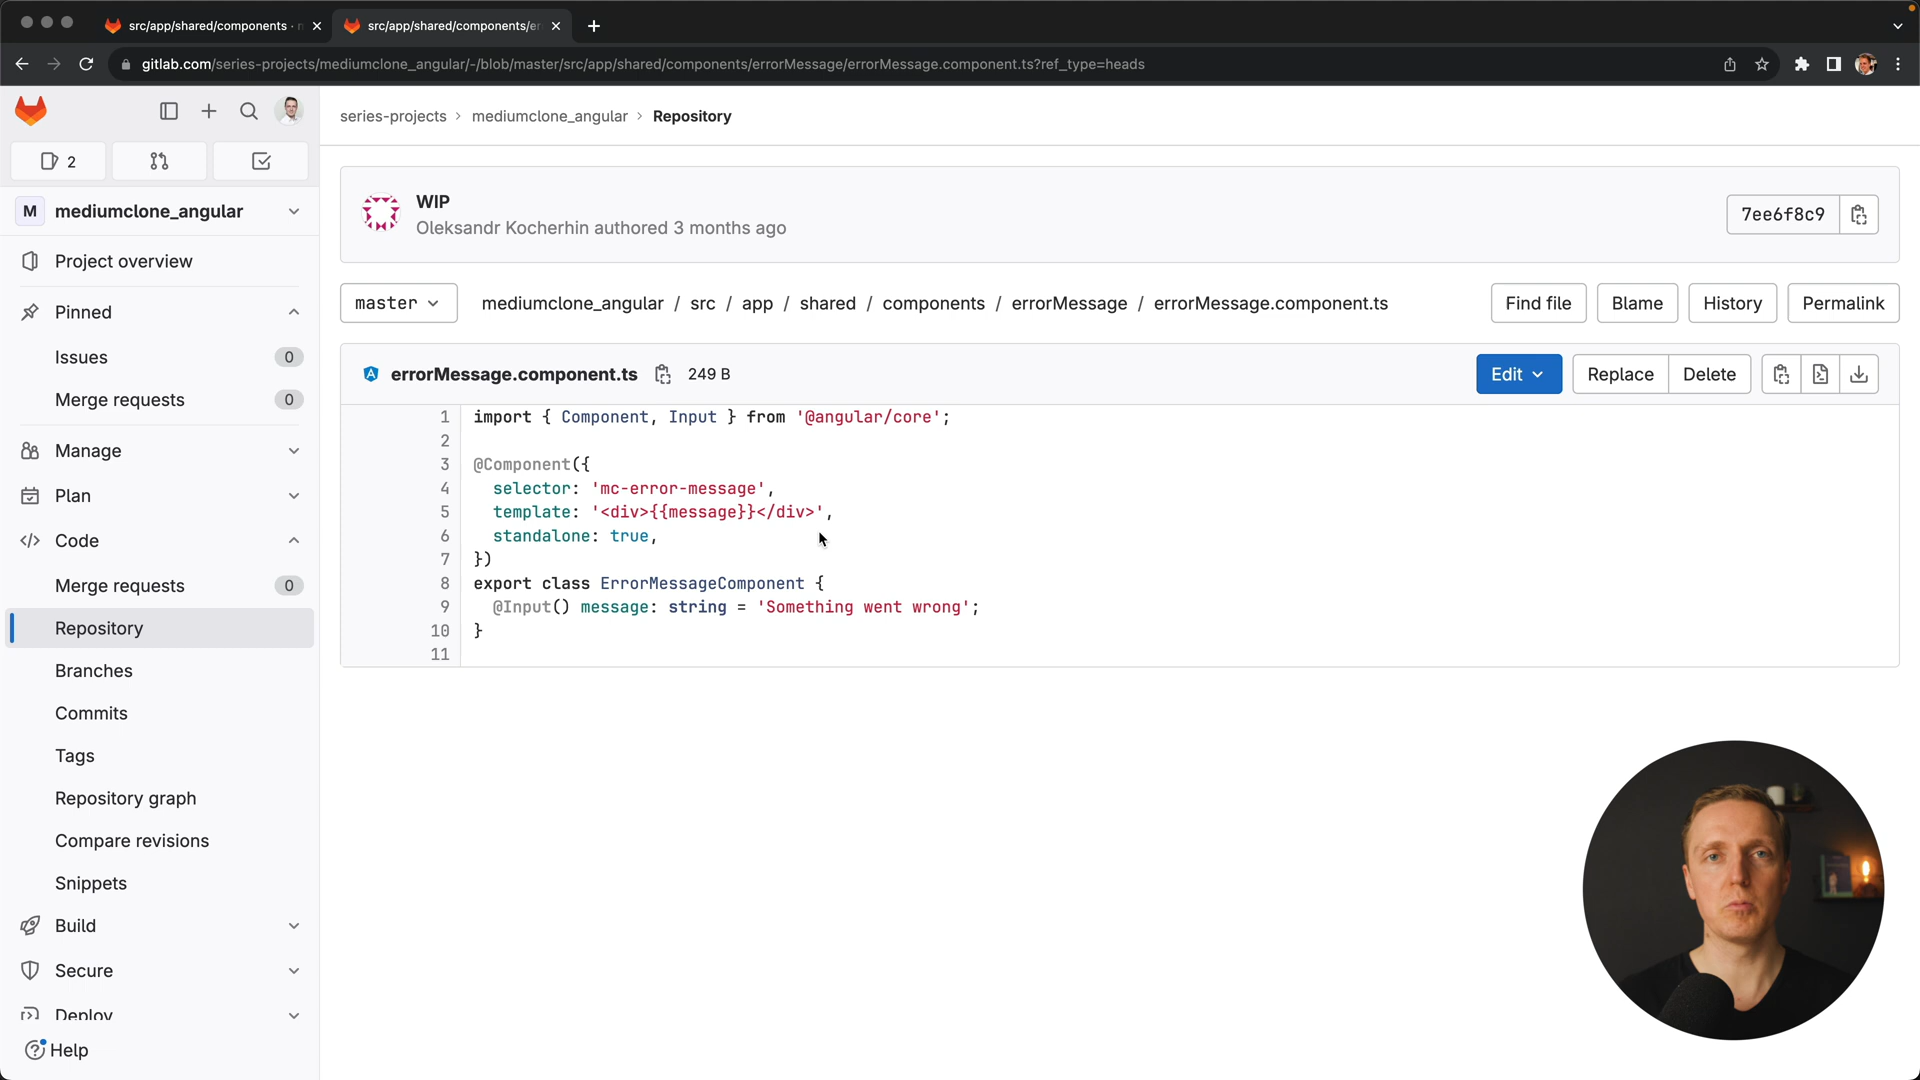 src/app/shared/components ·
src/app/shared/components/er
gitlab.com/series-projects/mediumclone_angular/-/blob/master/src/app/shared/components/errorMessage/errorMessage.component.ts?ref_type=heads
series-projects › mediumclone_angular › Repository
2
M mediumclone_angular
Project overview
Pinned
Issues 0
Merge requests 0
Manage
Plan
Code
Merge requests 0
Repository
Branches
Commits
Tags
Repository graph
Compare revisions
Snippets
Build
Secure
Deploy
Help
WIP
Oleksandr Kocherhin authored 3 months ago
7ee6f8c9
master
mediumclone_angular / src / app / shared / components / errorMessage / errorMessage.component.ts
Find file
Blame
History
Permalink
errorMessage.component.ts 249 B
Edit
Replace
Delete
1 import { Component, Input } from '@angular/core';
2
3 @Component({
4 selector: 'mc-error-message',
5 template: '<div>{{message}}</div>',
6 standalone: true,
7 })
8 export class ErrorMessageComponent {
9 @Input() message: string = 'Something went wrong';
10 }
11